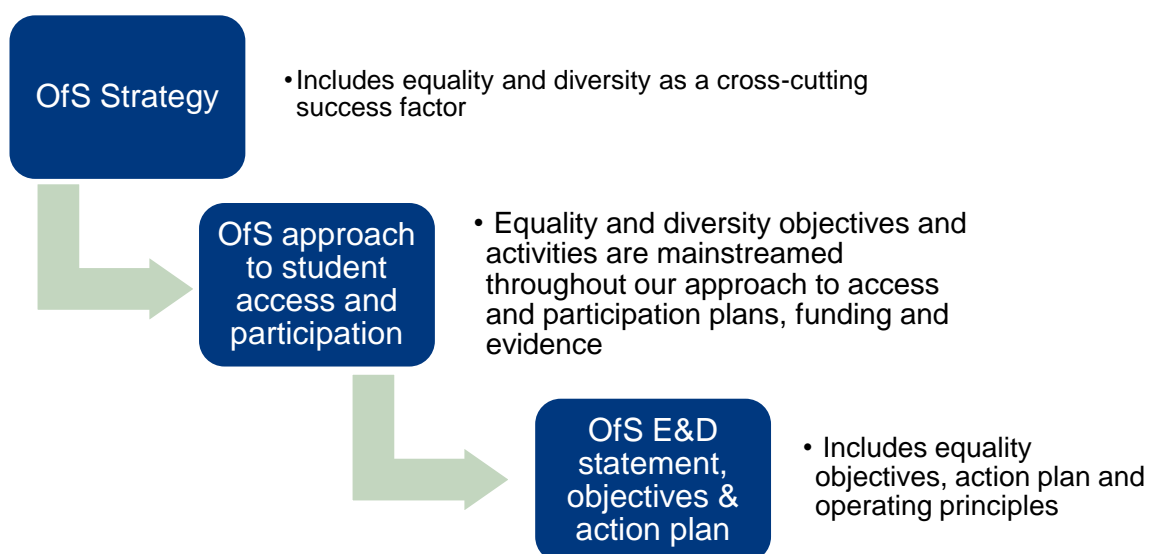 OfS Strategy
•Includes equality and diversity as a cross-cutting
success factor
OfS approach
to student
access and
participation
• Equality and diversity objectives and
activities are mainstreamed
throughout our approach to access
and participation plans, funding and
evidence
OfS E&D
statement,
objectives &
action plan
• Includes equality
objectives, action plan and
operating principles